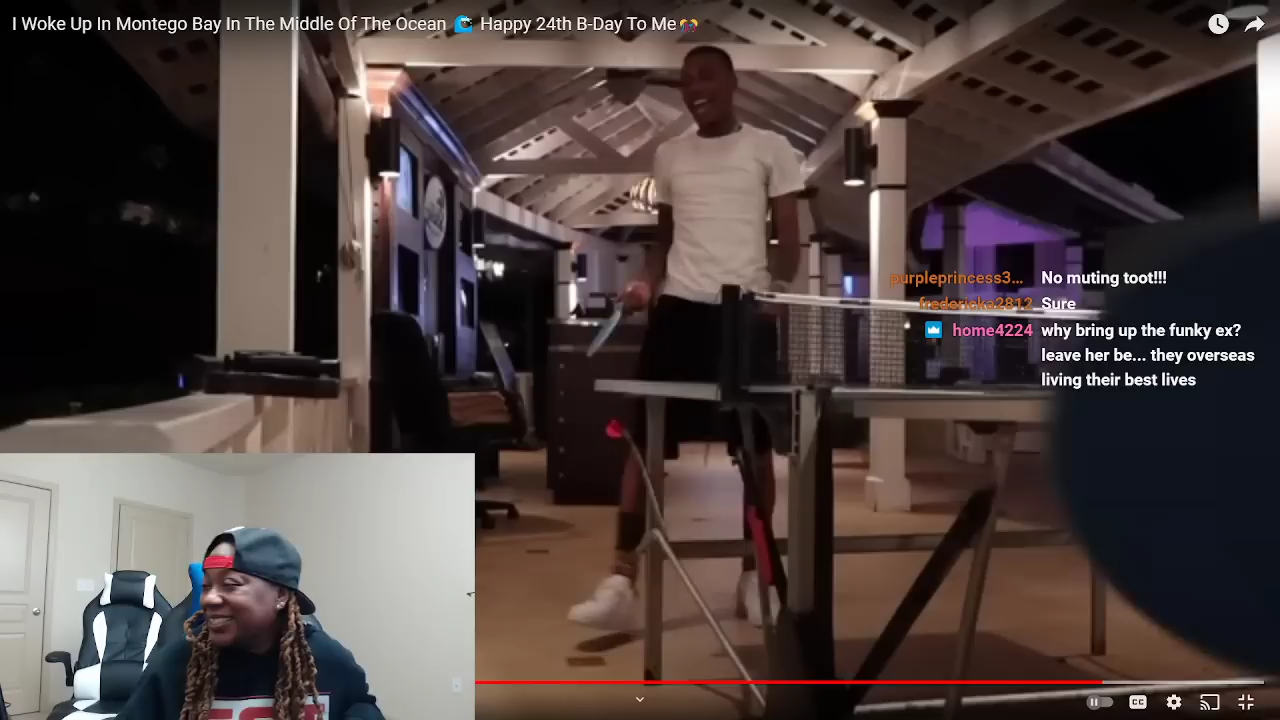 I Woke Up In Montego Bay In The Middle Of The Ocean 🌊 Happy 24th B-Day To Me 🎊
purpleprincess3... No muting toot!!!
fredericka2812 Sure
home4224 why bring up the funky ex?
leave her be... they overseas
living their best lives
CC